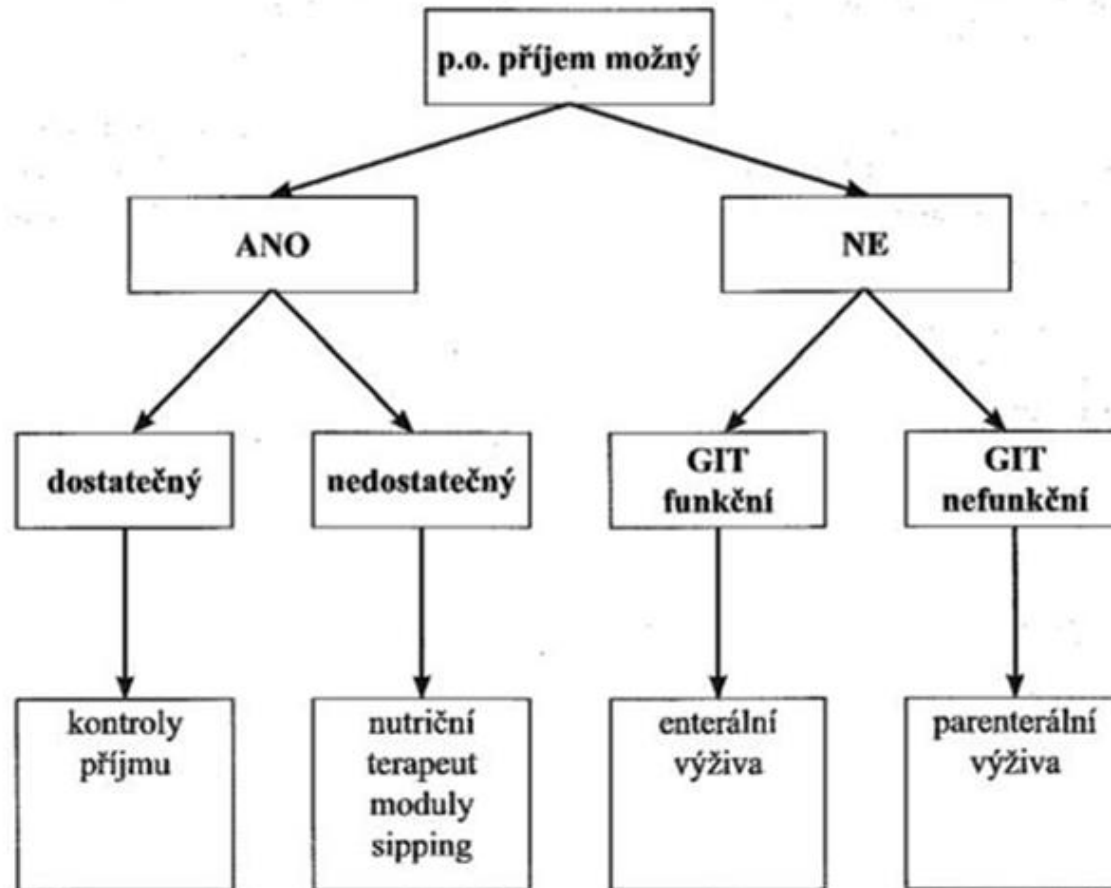 p.o. příjem možný
ANO
NE
dostatečný
nedostatečný
GIT
funkční
GIT
nefunkční
kontroly
příjmu
nutriční
terapeut
moduly
sipping
enterální
výživa
parenterální
výživa